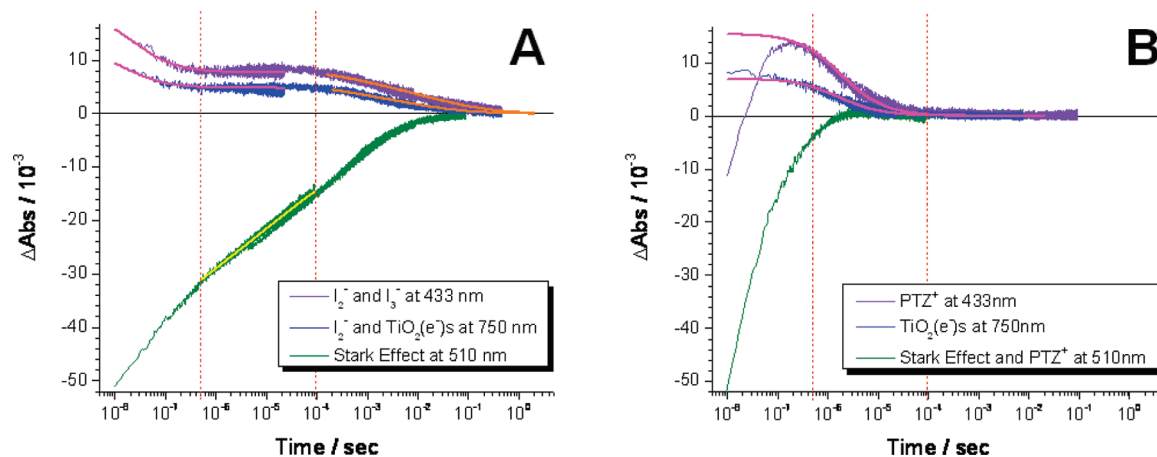 A
ΔAbs / 10⁻³
10
0
-10
-20
-30
-40
-50
I₂⁻ and I₃⁻ at 433 nm
I₂⁻ and TiO₂(e⁻)s at 750 nm
Stark Effect at 510 nm
10⁻⁸ 10⁻⁷ 10⁻⁶ 10⁻⁵ 10⁻⁴ 10⁻³ 10⁻² 10⁻¹ 10⁰
Time / sec
B
ΔAbs / 10⁻³
10
0
-10
-20
-30
-40
-50
PTZ⁺ at 433nm
TiO₂(e⁻)s at 750nm
Stark Effect and PTZ⁺ at 510nm
10⁻⁸ 10⁻⁷ 10⁻⁶ 10⁻⁵ 10⁻⁴ 10⁻³ 10⁻² 10⁻¹ 10⁰
Time / sec